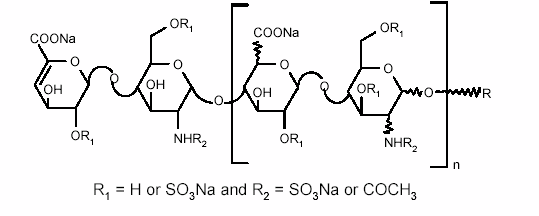 OR₁ OR₁
COONa COONa
O O O O
OH O OH O OH O OR₁ O R
OR₁ NHR₂ OR₁ NHR₂
n
R₁ = H or SO₃Na and R₂ = SO₃Na or COCH₃